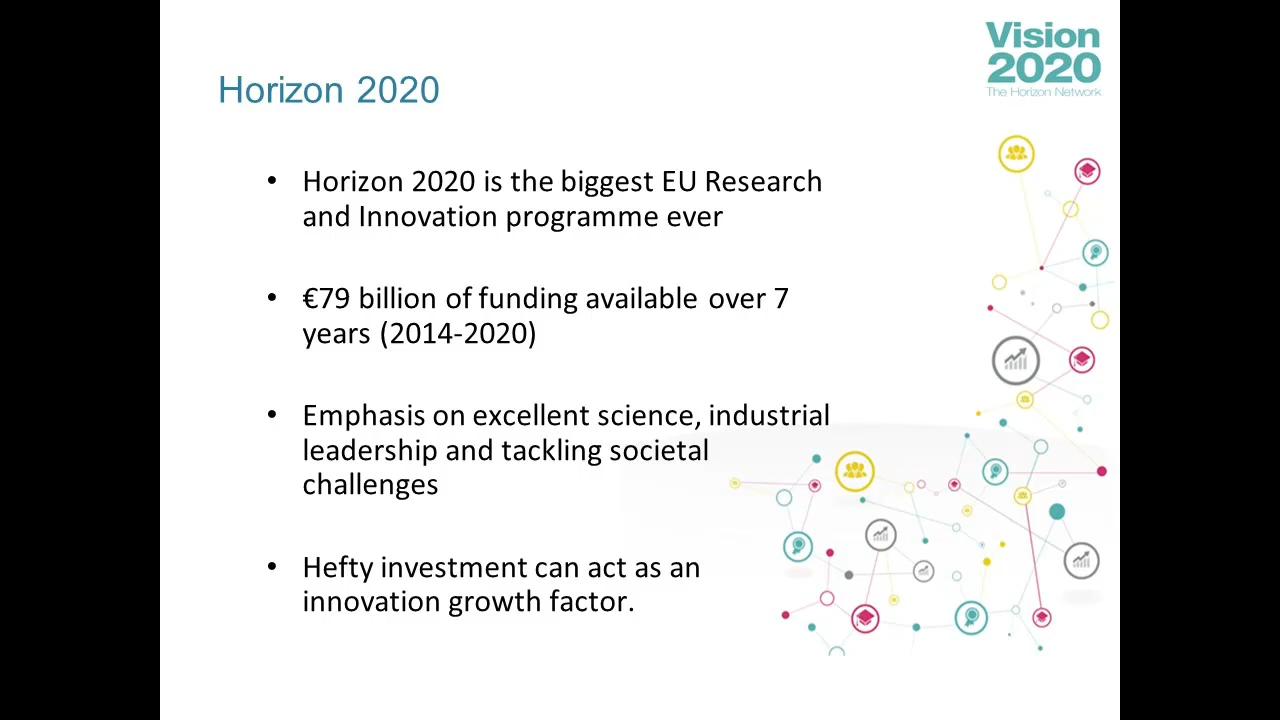 Vision
2020
The Horizon Network
Horizon 2020
• Horizon 2020 is the biggest EU Research
and Innovation programme ever
• €79 billion of funding available over 7
years (2014-2020)
• Emphasis on excellent science, industrial
leadership and tackling societal
challenges
• Hefty investment can act as an
innovation growth factor.